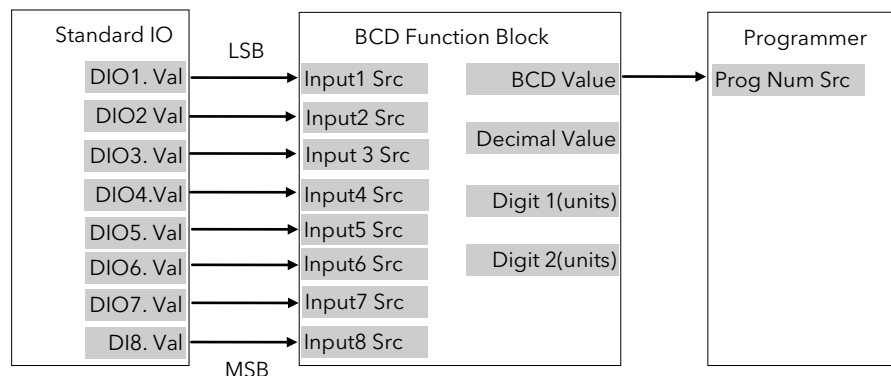 Standard IO
LSB
BCD Function Block
Programmer
DIO1. Val
Input1 Src
BCD Value
Prog Num Src
DIO2 Val
Input2 Src
Decimal Value
DIO3. Val
Input 3 Src
DIO4.Val
Input4 Src
Digit 1(units)
DIO5. Val
Input5 Src
DIO6. Val
Input6 Src
Digit 2(units)
DIO7. Val
Input7 Src
DI8. Val
Input8 Src
MSB